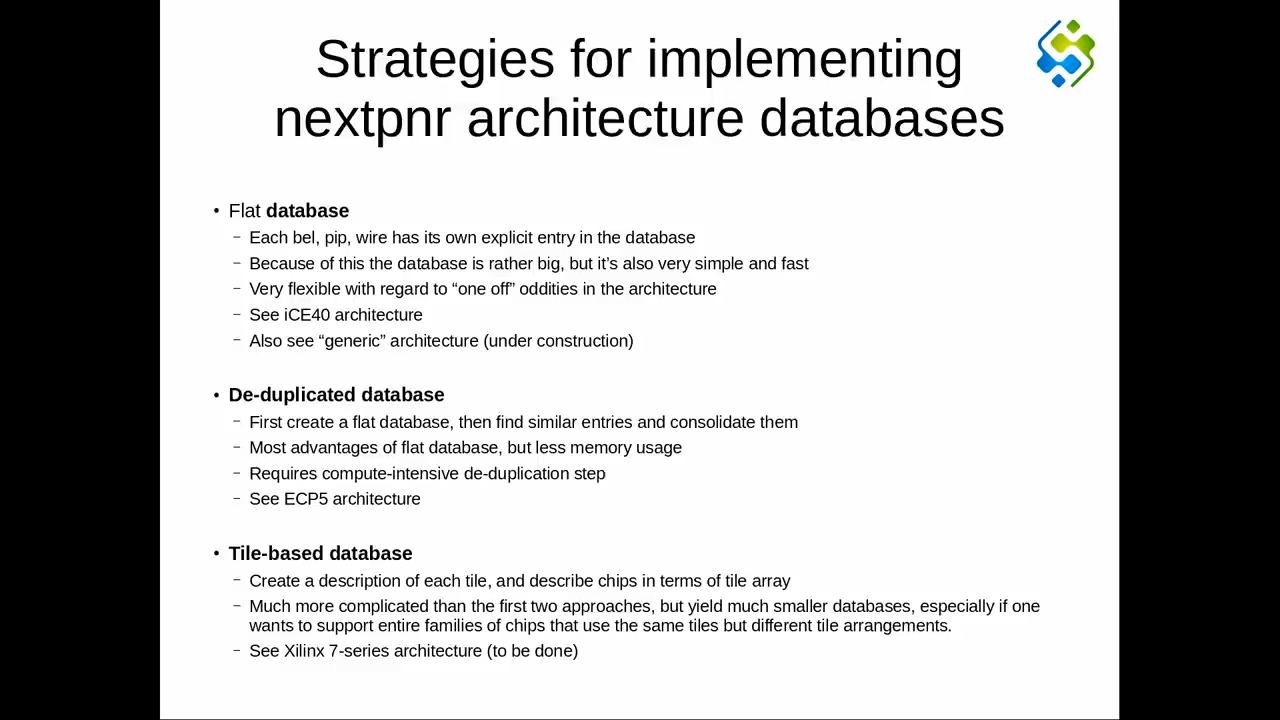 Strategies for implementing
nextpnr architecture databases
• Flat database
– Each bel, pip, wire has its own explicit entry in the database
– Because of this the database is rather big, but it’s also very simple and fast
– Very flexible with regard to “one off” oddities in the architecture
– See iCE40 architecture
– Also see “generic” architecture (under construction)
• De-duplicated database
– First create a flat database, then find similar entries and consolidate them
– Most advantages of flat database, but less memory usage
– Requires compute-intensive de-duplication step
– See ECP5 architecture
• Tile-based database
– Create a description of each tile, and describe chips in terms of tile array
– Much more complicated than the first two approaches, but yield much smaller databases, especially if one
wants to support entire families of chips that use the same tiles but different tile arrangements.
– See Xilinx 7-series architecture (to be done)